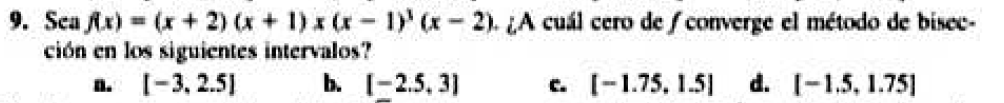 9. Sea f(x) = (x + 2) (x + 1) x (x − 1)³ (x − 2). ¿A cuál cero de f converge el método de bisec-
ción en los siguientes intervalos?
a. [−3, 2.5] b. [−2.5, 3] c. [−1.75, 1.5] d. [−1.5, 1.75]